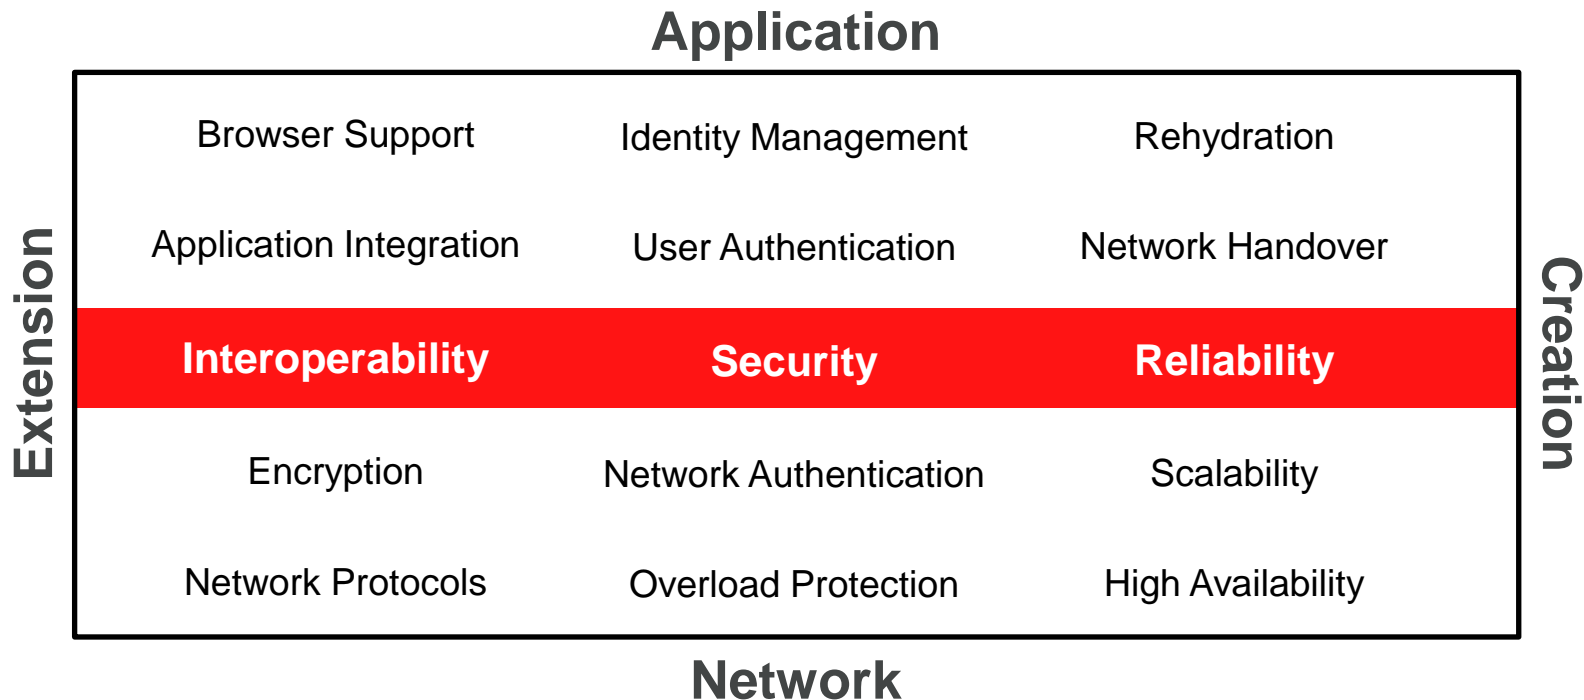 Application
Browser Support
Identity Management
Rehydration
Application Integration
User Authentication
Network Handover
Extension
Creation
Interoperability
Security
Reliability
Encryption
Network Authentication
Scalability
Network Protocols
Overload Protection
High Availability
Network